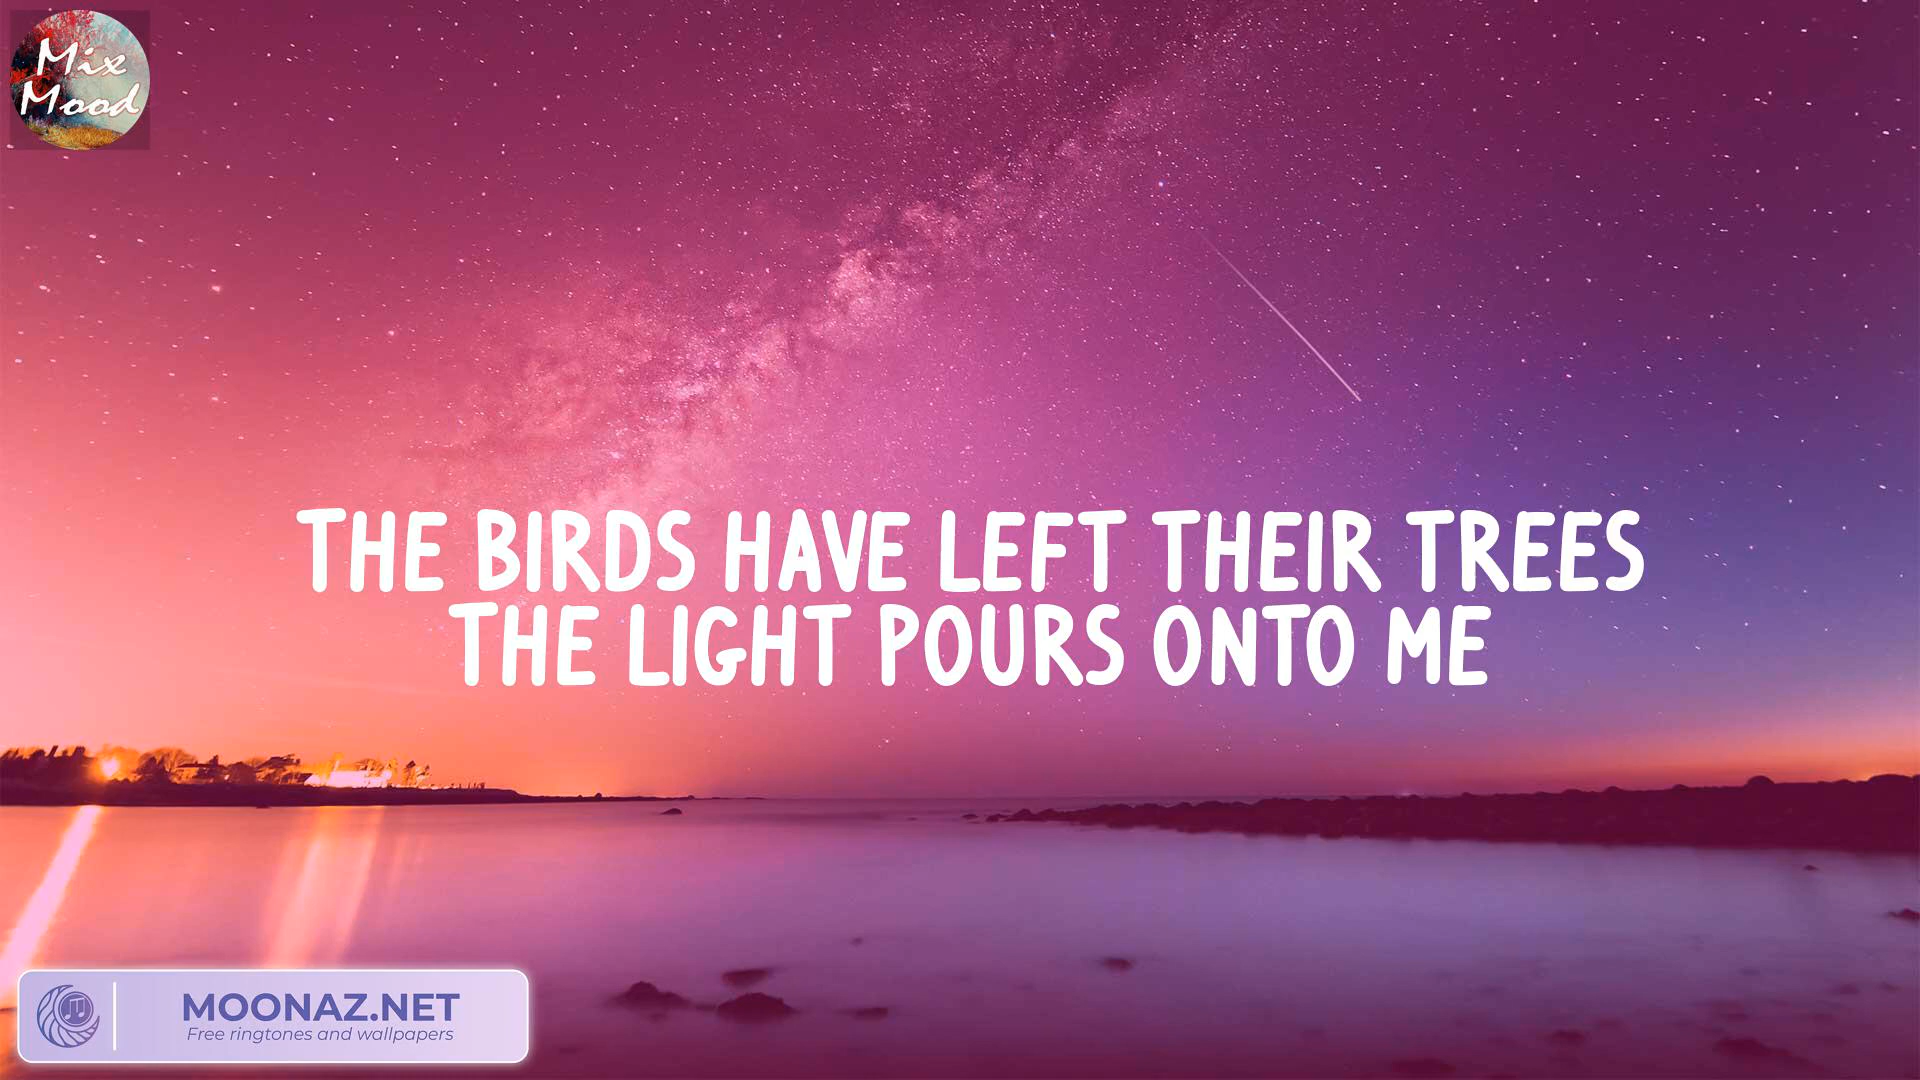 Mix
Mood
THE BIRDS HAVE LEFT THEIR TREES
THE LIGHT POURS ONTO ME
MOONAZ.NET
Free ringtones and wallpapers